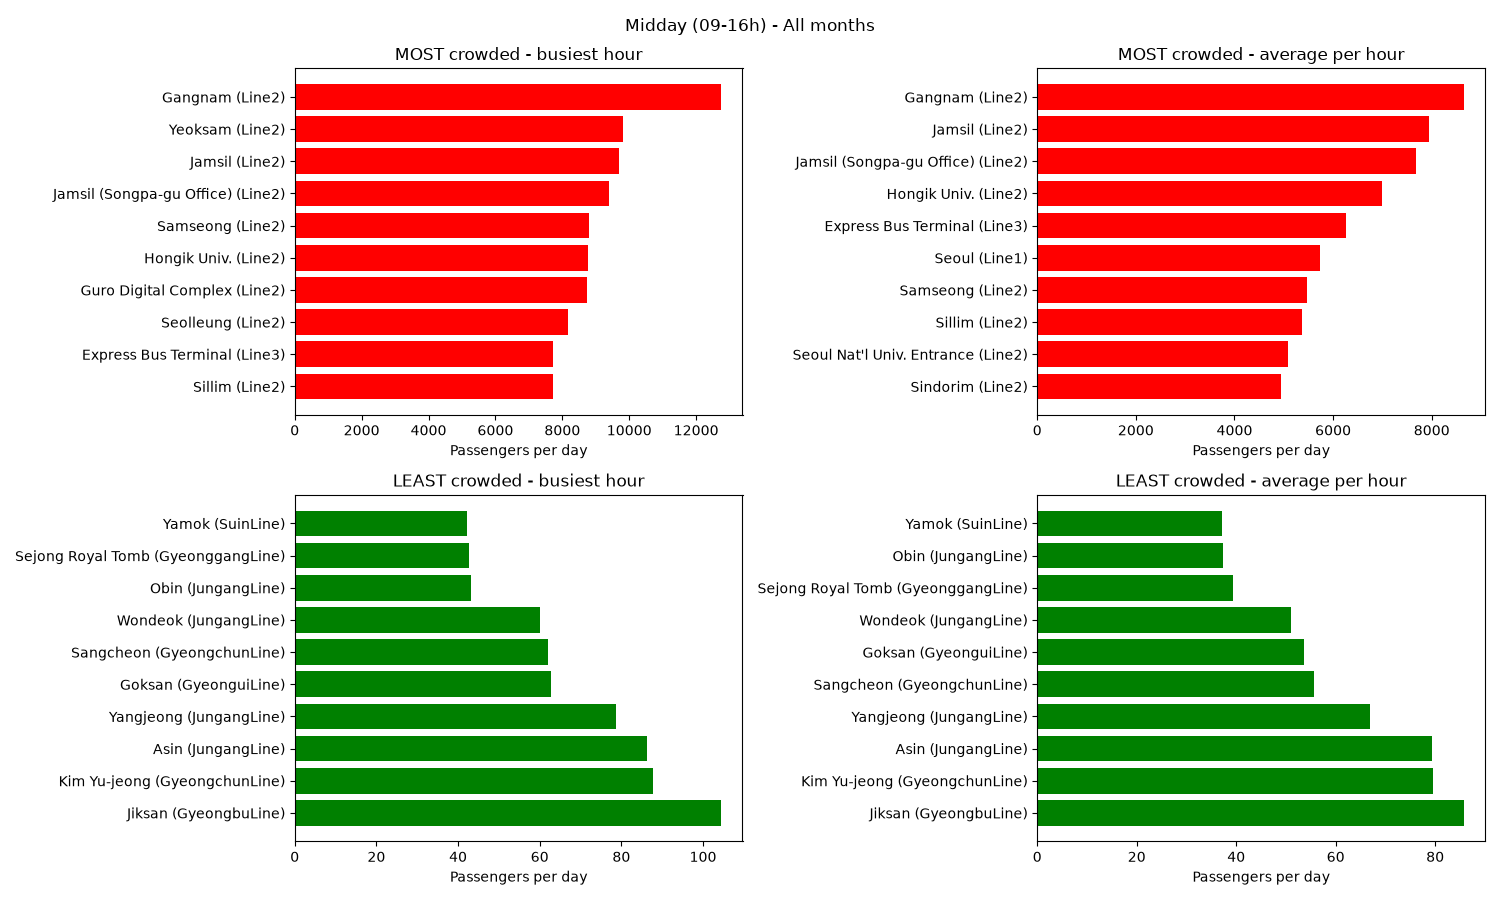 Midday (09-16h) - All months
MOST crowded - busiest hour
Gangnam (Line2)
Yeoksam (Line2)
Jamsil (Line2)
Jamsil (Songpa-gu Office) (Line2)
Samseong (Line2)
Hongik Univ. (Line2)
Guro Digital Complex (Line2)
Seolleung (Line2)
Express Bus Terminal (Line3)
Sillim (Line2)
0 2000 4000 6000 8000 10000 12000
Passengers per day
MOST crowded - average per hour
Gangnam (Line2)
Jamsil (Line2)
Jamsil (Songpa-gu Office) (Line2)
Hongik Univ. (Line2)
Express Bus Terminal (Line3)
Seoul (Line1)
Samseong (Line2)
Sillim (Line2)
Seoul Nat'l Univ. Entrance (Line2)
Sindorim (Line2)
0 2000 4000 6000 8000
Passengers per day
LEAST crowded - busiest hour
Yamok (SuinLine)
Sejong Royal Tomb (GyeonggangLine)
Obin (JungangLine)
Wondeok (JungangLine)
Sangcheon (GyeongchunLine)
Goksan (GyeonguiLine)
Yangjeong (JungangLine)
Asin (JungangLine)
Kim Yu-jeong (GyeongchunLine)
Jiksan (GyeongbuLine)
0 20 40 60 80 100
Passengers per day
LEAST crowded - average per hour
Yamok (SuinLine)
Obin (JungangLine)
Sejong Royal Tomb (GyeonggangLine)
Wondeok (JungangLine)
Goksan (GyeonguiLine)
Sangcheon (GyeongchunLine)
Yangjeong (JungangLine)
Asin (JungangLine)
Kim Yu-jeong (GyeongchunLine)
Jiksan (GyeongbuLine)
0 20 40 60 80
Passengers per day